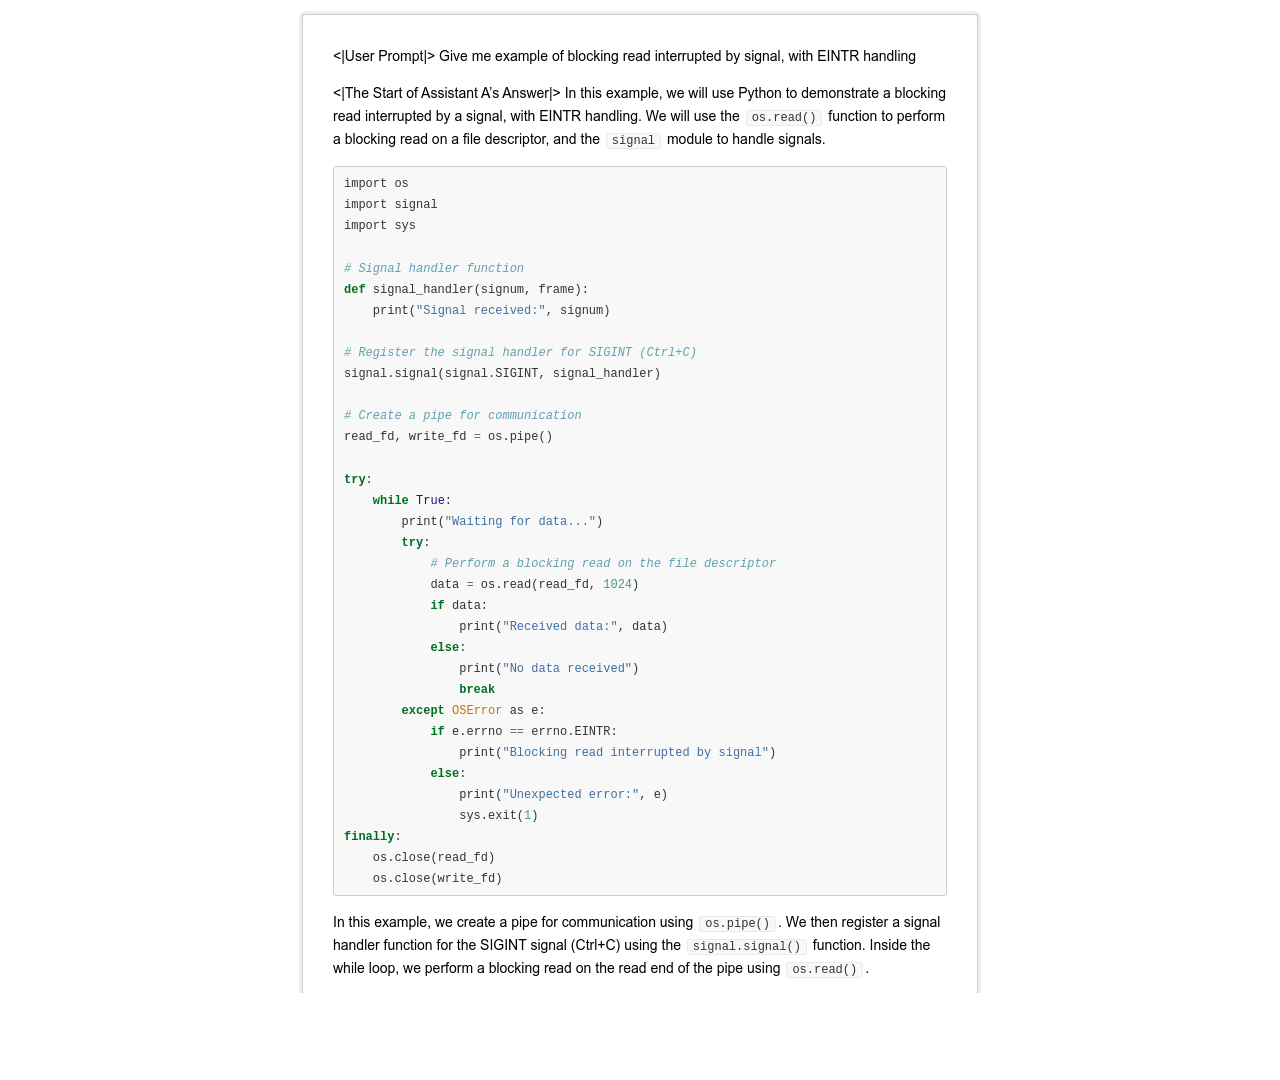 <|User Prompt|> Give me example of blocking read interrupted by signal, with EINTR handling
<|The Start of Assistant A’s Answer|> In this example, we will use Python to demonstrate a blocking
read interrupted by a signal, with EINTR handling. We will use the os.read() function to perform
a blocking read on a file descriptor, and the signal module to handle signals.
import os
import signal
import sys

# Signal handler function
def signal_handler(signum, frame):
    print("Signal received:", signum)

# Register the signal handler for SIGINT (Ctrl+C)
signal.signal(signal.SIGINT, signal_handler)

# Create a pipe for communication
read_fd, write_fd = os.pipe()

try:
    while True:
        print("Waiting for data...")
        try:
            # Perform a blocking read on the file descriptor
            data = os.read(read_fd, 1024)
            if data:
                print("Received data:", data)
            else:
                print("No data received")
                break
        except OSError as e:
            if e.errno == errno.EINTR:
                print("Blocking read interrupted by signal")
            else:
                print("Unexpected error:", e)
                sys.exit(1)
finally:
    os.close(read_fd)
    os.close(write_fd)
In this example, we create a pipe for communication using os.pipe(). We then register a signal
handler function for the SIGINT signal (Ctrl+C) using the signal.signal() function. Inside the
while loop, we perform a blocking read on the read end of the pipe using os.read().